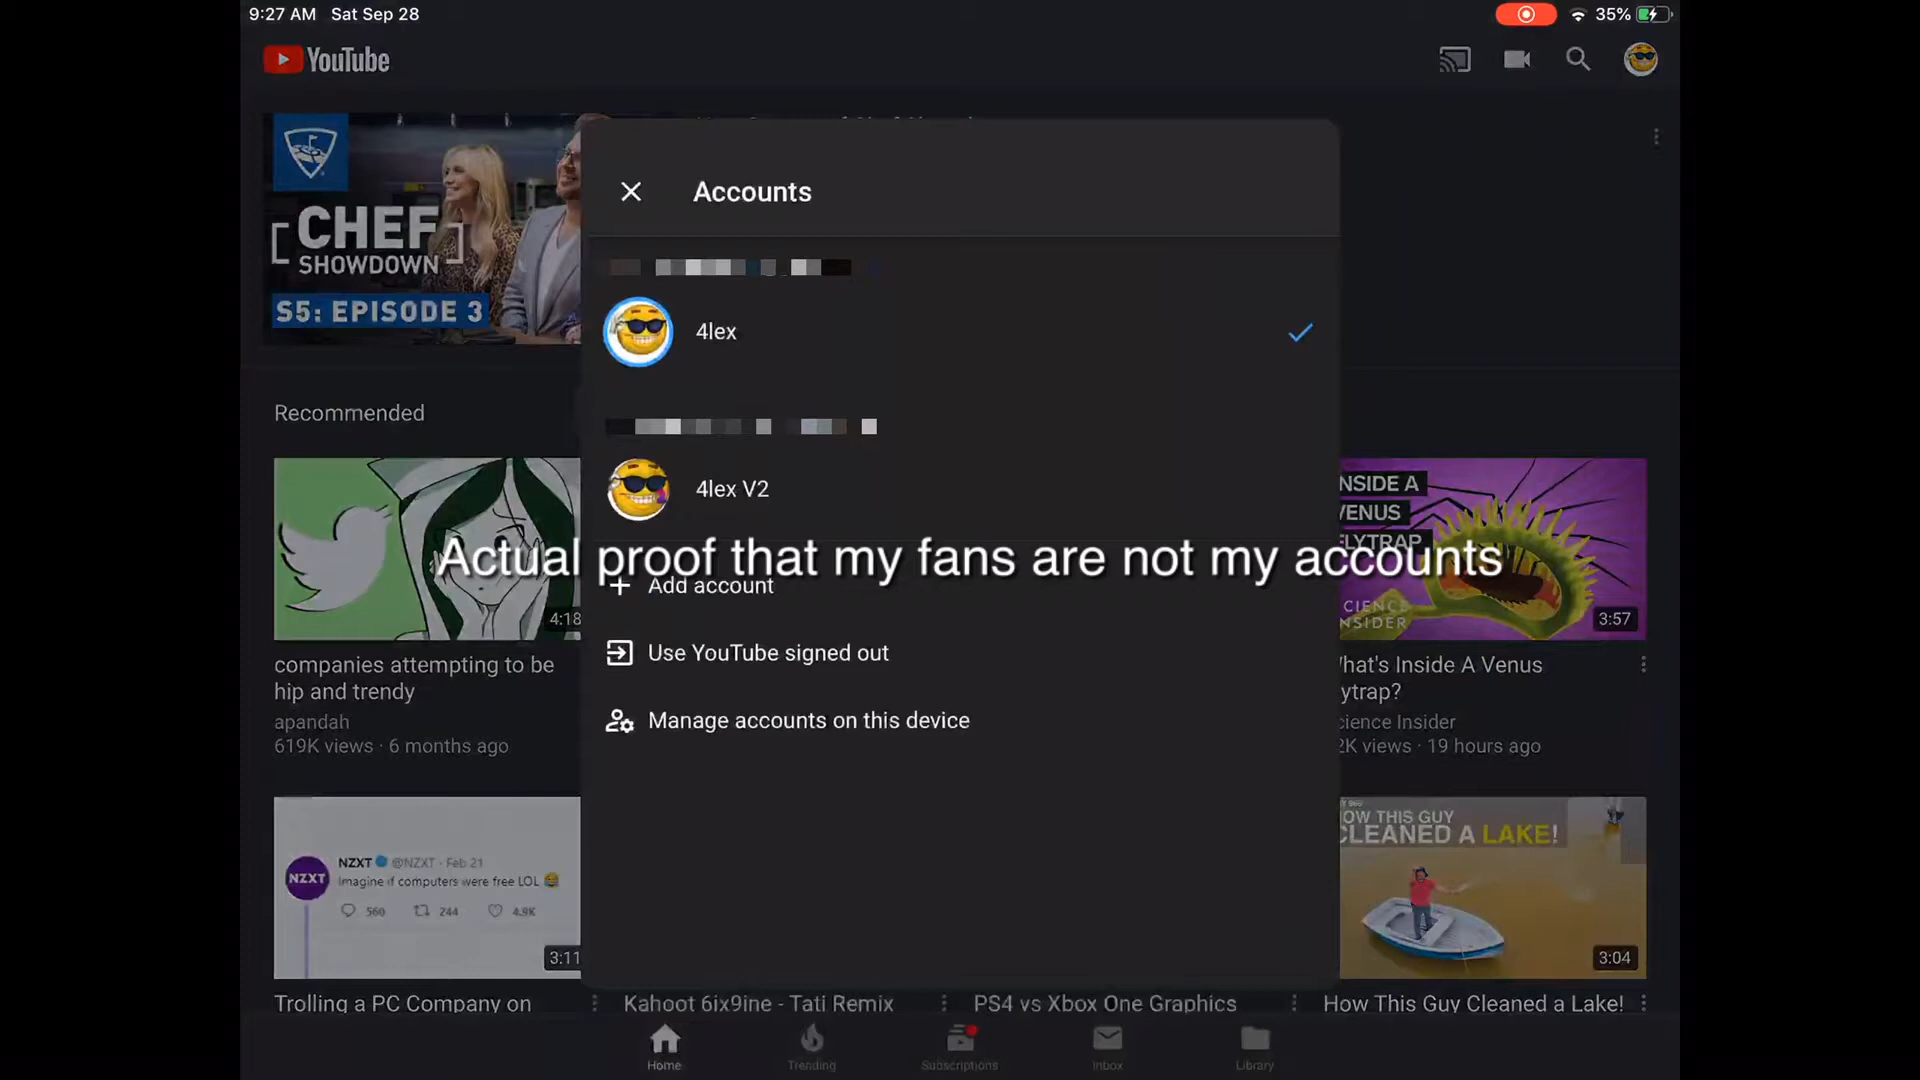 9:27 AM Sat Sep 28
35%
YouTube
CHEF
SHOWDOWN
S5: EPISODE 3
Accounts
4lex
4lex V2
Actual proof that my fans are not my accounts
Add account
Use YouTube signed out
Manage accounts on this device
Recommended
4:18
companies attempting to be
hip and trendy
apandah
619K views · 6 months ago
NSIDE A
VENUS
FLYTRAP
CIENCE
NSIDER
3:57
hat's Inside A Venus
ytrap?
cience Insider
2K views · 19 hours ago
NZXT
NZXT @NZXT · Feb 21
Imagine if computers were free LOL 😂
560 244 4.9K
3:11
OW THIS GUY
CLEANED A LAKE!
3:04
Trolling a PC Company on
Kahoot 6ix9ine - Tati Remix
PS4 vs Xbox One Graphics
How This Guy Cleaned a Lake!
Home
Trending
Subscriptions
Inbox
Library